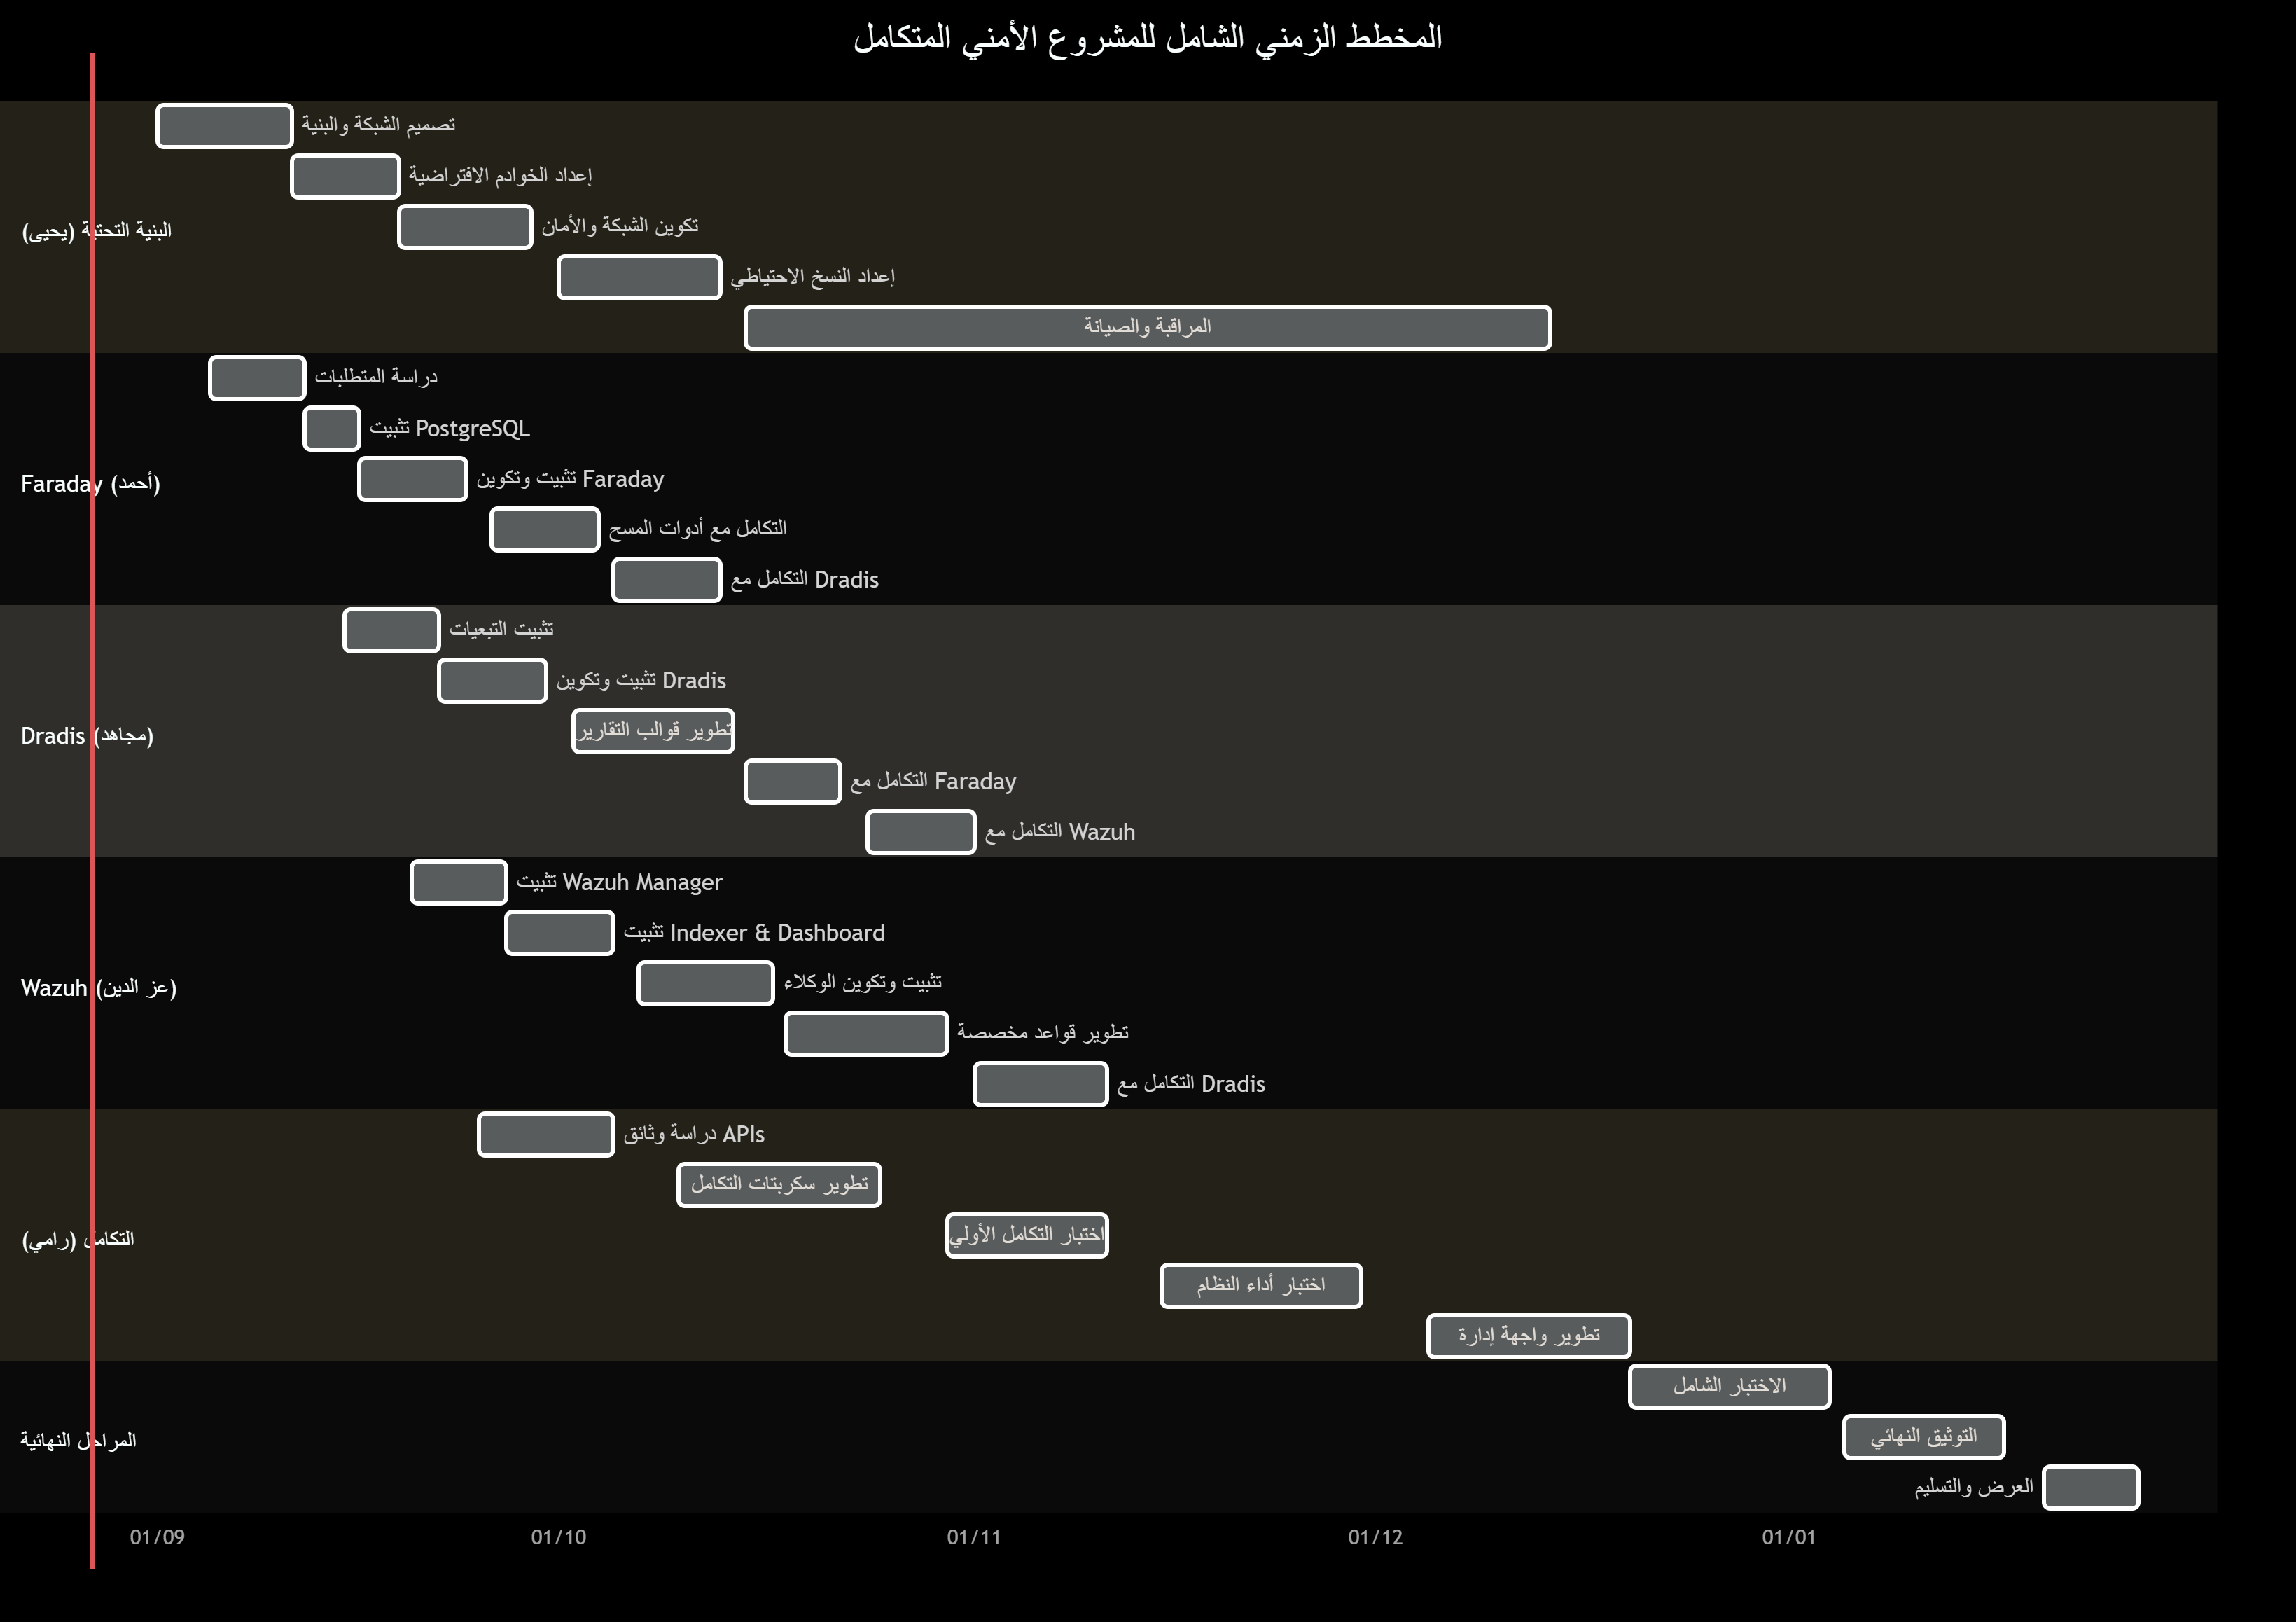 المخطط الزمني الشامل للمشروع الأمني المتكامل
تصميم الشبكة والبنية
إعداد الخوادم الافتراضية
البنية التحتية (يحيى)
تكوين الشبكة والأمان
إعداد النسخ الاحتياطي
المراقبة والصيانة
دراسة المتطلبات
تثبيت PostgreSQL
Faraday (أحمد)
تثبيت وتكوين Faraday
التكامل مع أدوات المسح
التكامل مع Dradis
تثبيت التبعيات
تثبيت وتكوين Dradis
Dradis (مجاهد)
تطوير قوالب التقارير
التكامل مع Faraday
التكامل مع Wazuh
تثبيت Wazuh Manager
تثبيت Indexer & Dashboard
Wazuh (عز الدين)
تثبيت وتكوين الوكلاء
تطوير قواعد مخصصة
التكامل مع Dradis
دراسة وثائق APIs
تطوير سكربتات التكامل
التكامل (رامي)
اختبار التكامل الأولي
اختبار أداء النظام
تطوير واجهة إدارة
الاختبار الشامل
المراحل النهائية
التوثيق النهائي
العرض والتسليم
01/09 01/10 01/11 01/12 01/01